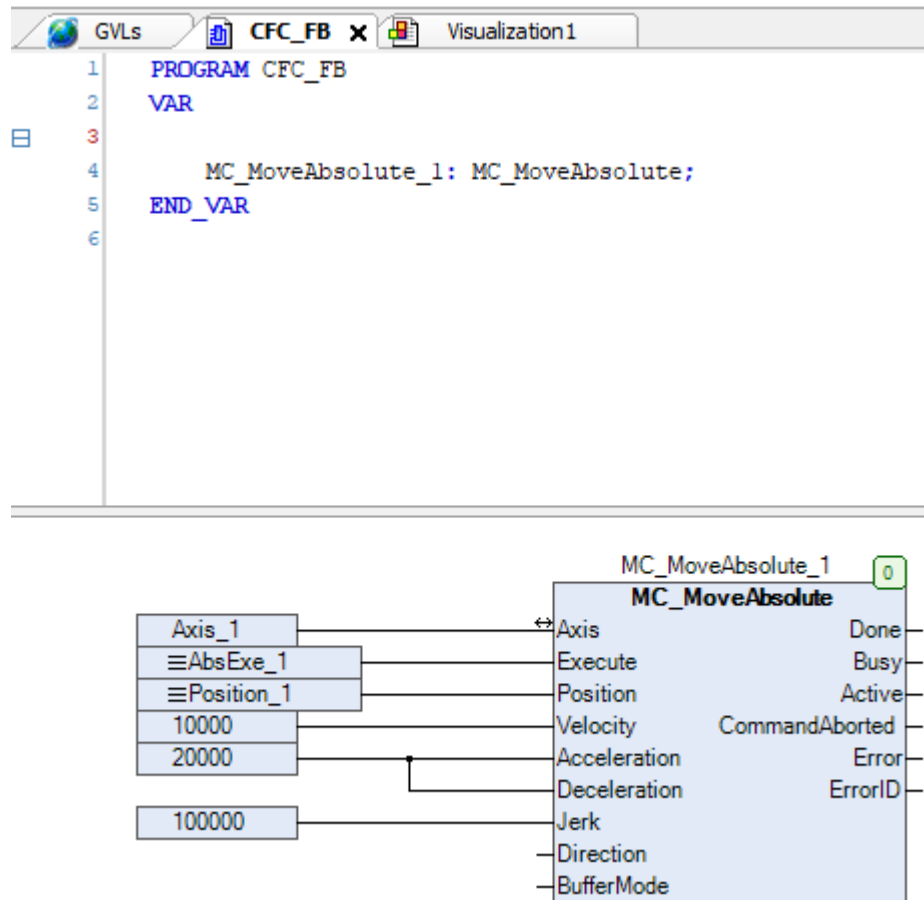 GVLs CFC_FB Visualization1
1 PROGRAM CFC_FB
2 VAR
3
4 MC_MoveAbsolute_1: MC_MoveAbsolute;
5 END_VAR
6
MC_MoveAbsolute_1 0
MC_MoveAbsolute
Axis_1 Axis Done
AbsExe_1 Execute Busy
Position_1 Position Active
10000 Velocity CommandAborted
20000 Acceleration Error
Deceleration ErrorID
100000 Jerk
Direction
BufferMode